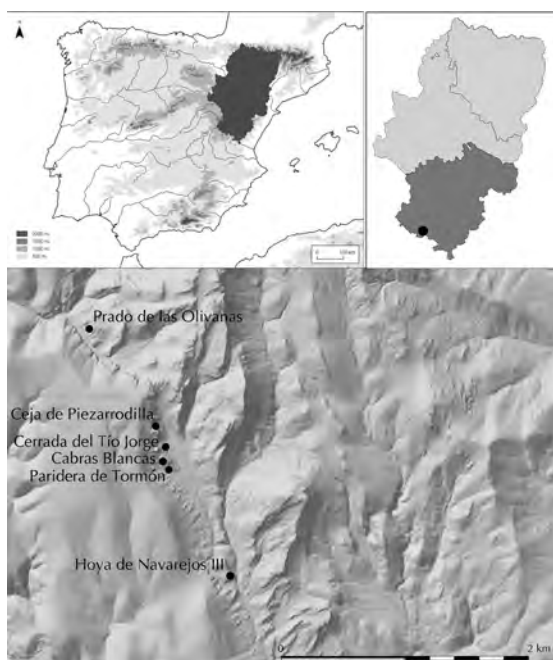 Prado de las Olivanas
Ceja de Piezarrodilla
Cerrada del Tío Jorge
Cabras Blancas
Paridera de Tormón
Hoya de Navarejos III
0 2 km